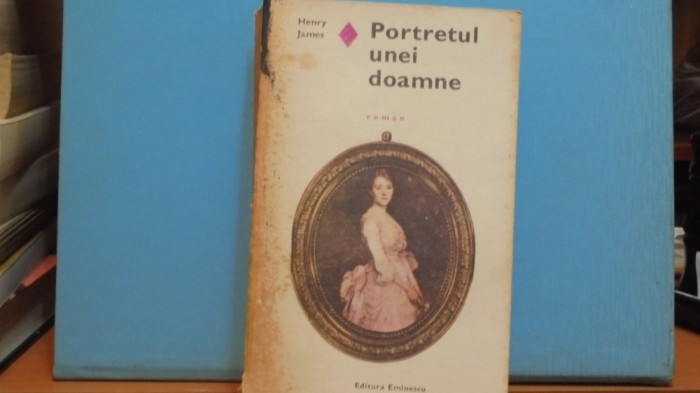 Henry
James
Portretul
unei
doamne
roman
Editura Eminescu